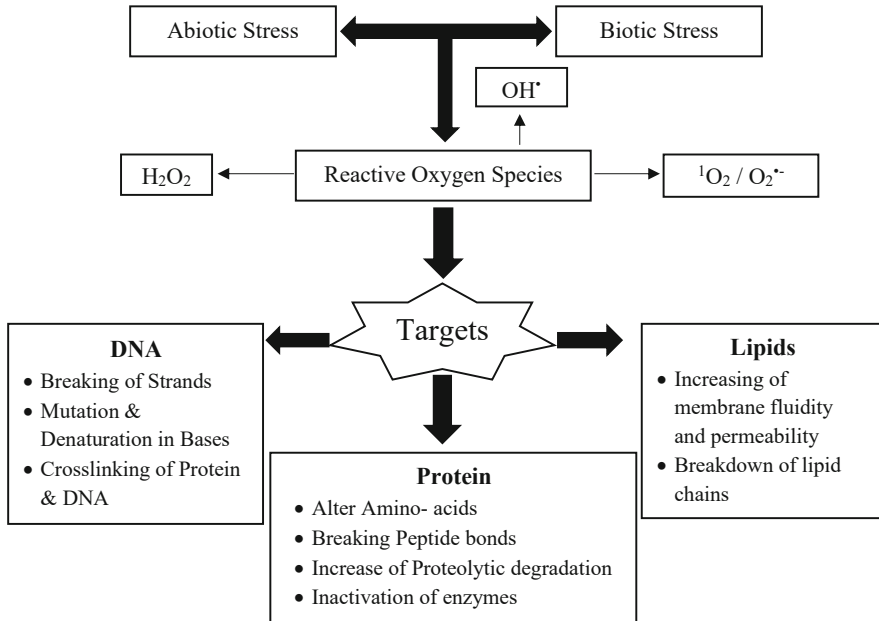 Abiotic Stress
Biotic Stress
OH•
H₂O₂
Reactive Oxygen Species
¹O₂ / O₂•⁻
Targets
DNA
• Breaking of Strands
• Mutation &
Denaturation in Bases
• Crosslinking of Protein
& DNA
Protein
• Alter Amino- acids
• Breaking Peptide bonds
• Increase of Proteolytic degradation
• Inactivation of enzymes
Lipids
• Increasing of
membrane fluidity
and permeability
• Breakdown of lipid
chains